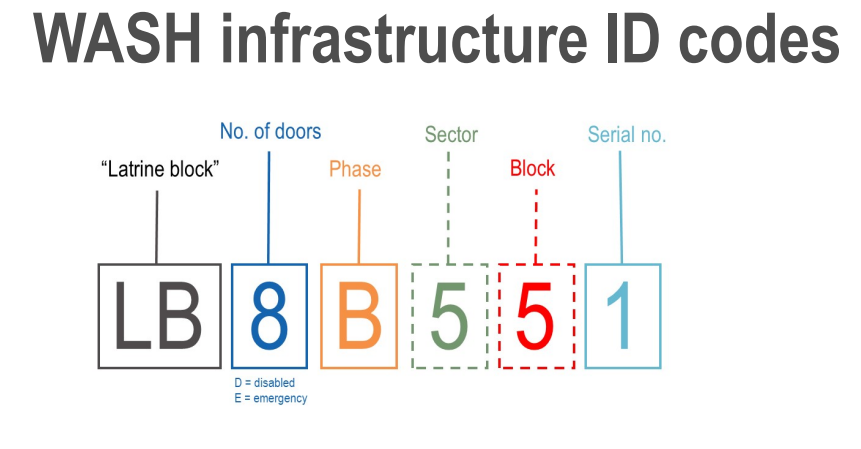 WASH infrastructure ID codes
No. of doors
Sector
Serial no.
“Latrine block”
Phase
Block
LB 8 B 5 5 1
D = disabled
E = emergency